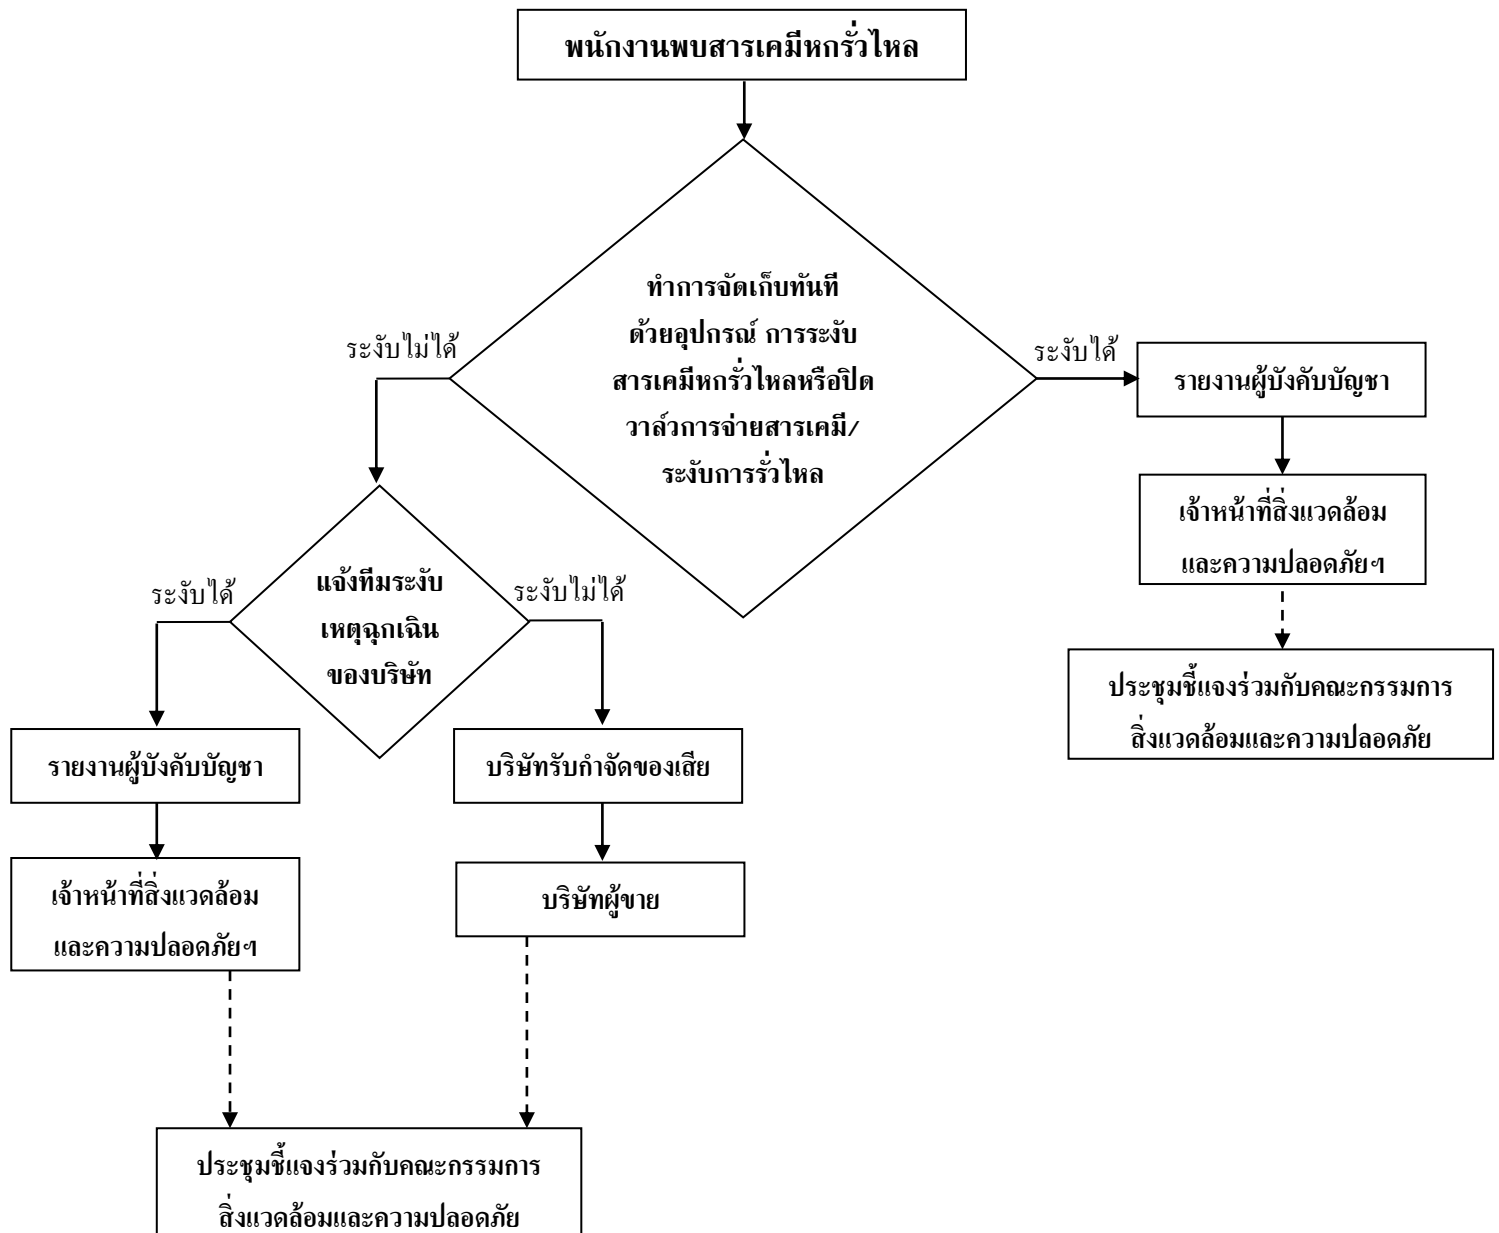 พนักงานพบสารเคมีหกรั่วไหล
ทำการจัดเก็บทันที
ด้วยอุปกรณ์ การระงับ
สารเคมีหกรั่วไหลหรือปิด
วาล์วการจ่ายสารเคมี/
ระงับการรั่วไหล
ระงับไม่ได้
ระงับได้
รายงานผู้บังคับบัญชา
เจ้าหน้าที่สิ่งแวดล้อม
และความปลอดภัยฯ
ประชุมชี้แจงร่วมกับคณะกรรมการ
สิ่งแวดล้อมและความปลอดภัย
แจ้งทีมระงับ
เหตุฉุกเฉิน
ของบริษัท
ระงับได้
ระงับไม่ได้
รายงานผู้บังคับบัญชา
เจ้าหน้าที่สิ่งแวดล้อม
และความปลอดภัยฯ
บริษัทรับกำจัดของเสีย
บริษัทผู้ขาย
ประชุมชี้แจงร่วมกับคณะกรรมการ
สิ่งแวดล้อมและความปลอดภัย